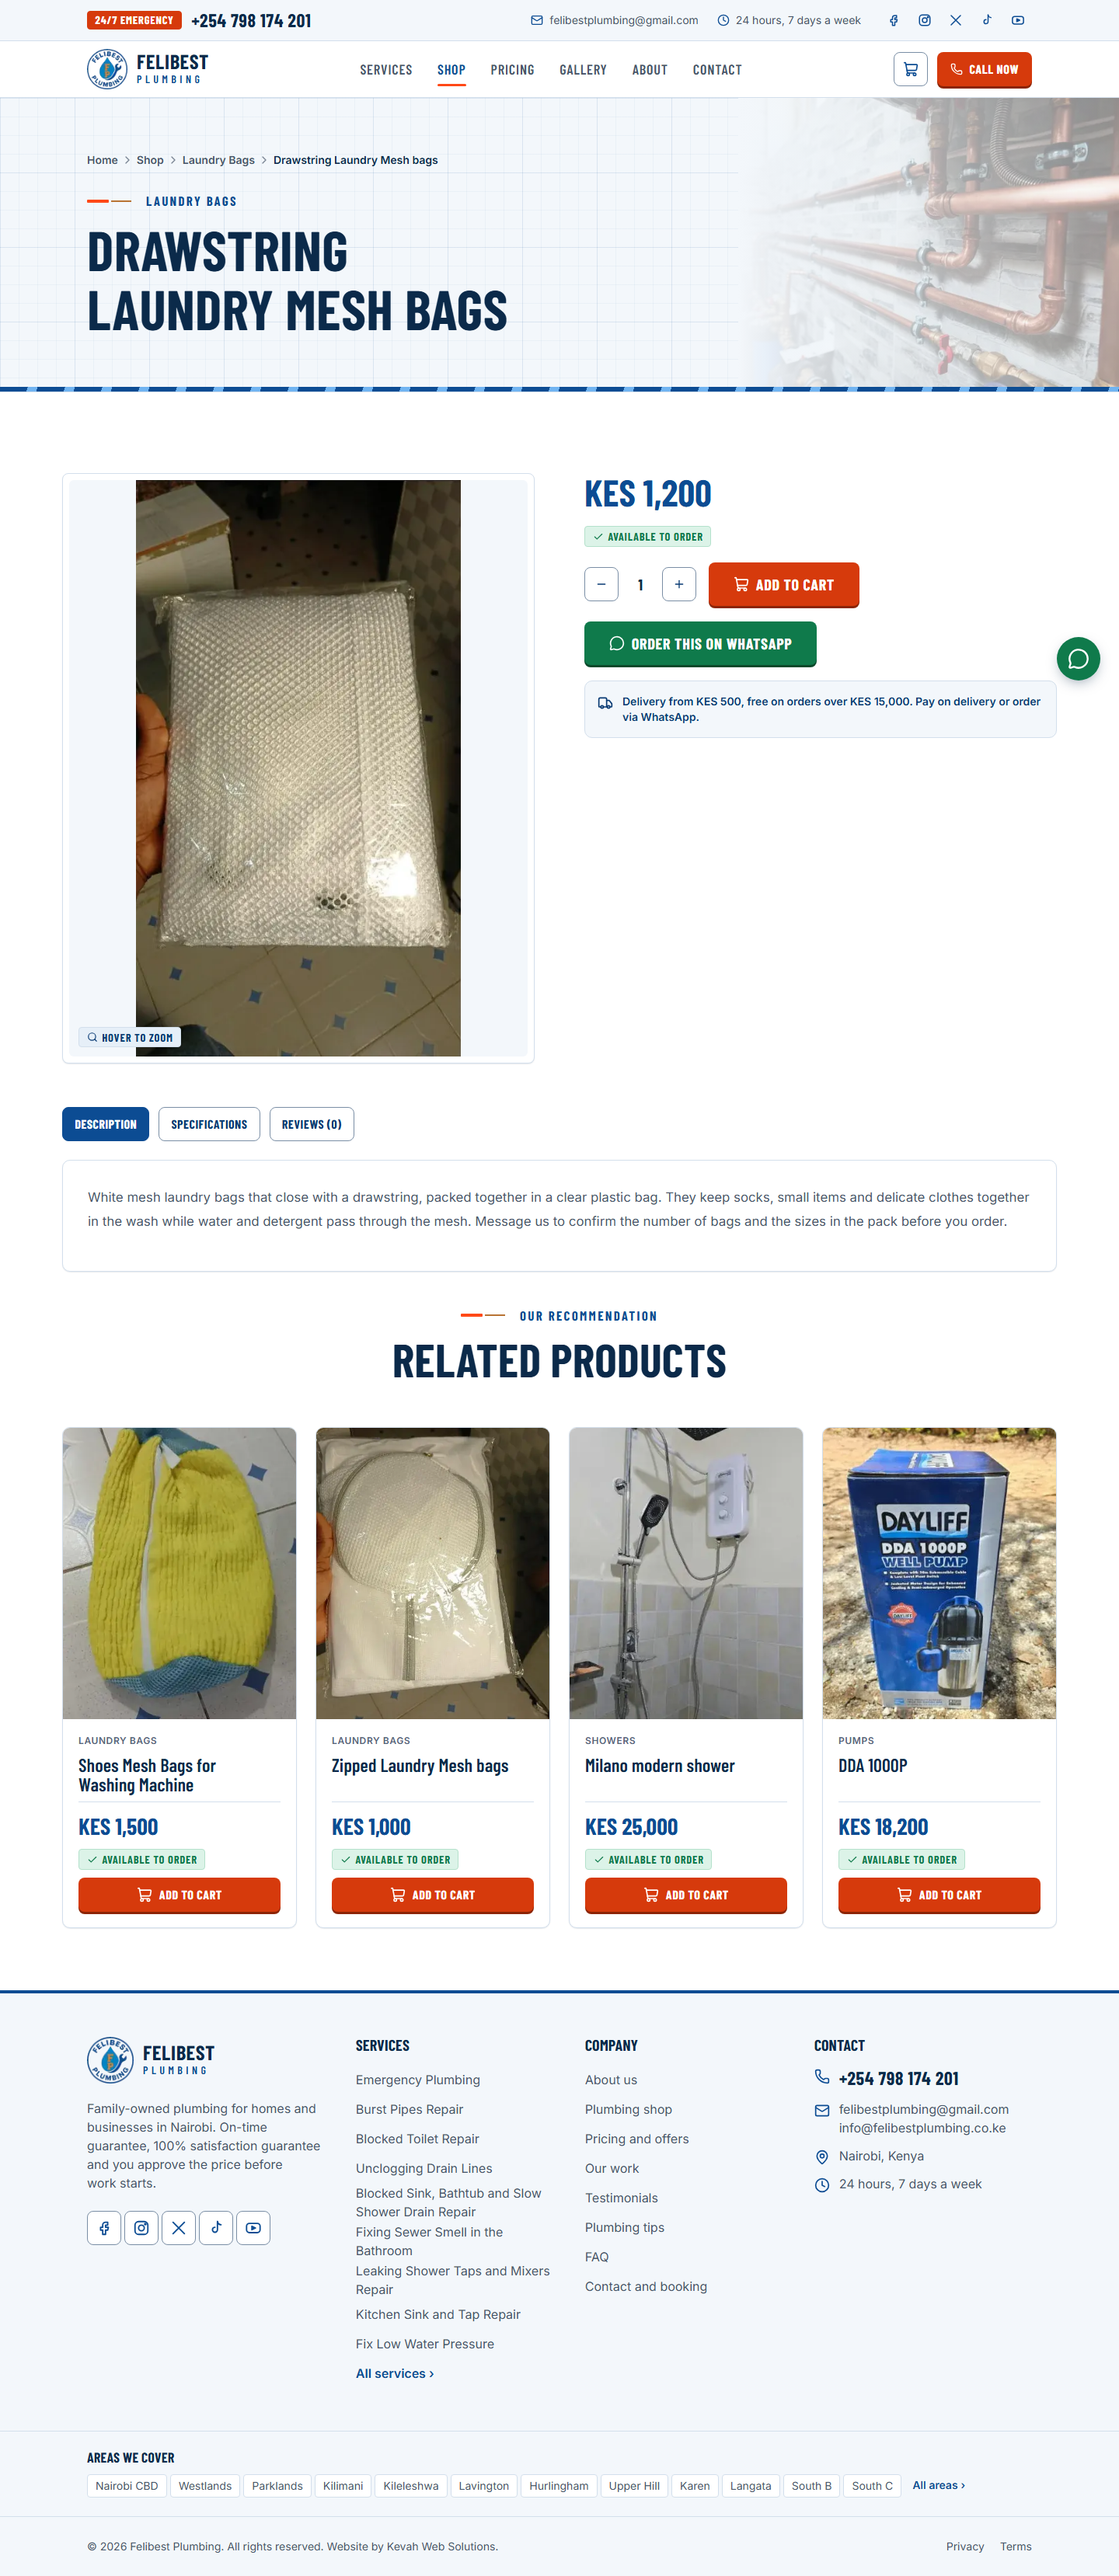 24/7 EMERGENCY +254 798 174 201 felibestplumbing@gmail.com 24 hours, 7 days a week
FELIBEST PLUMBING
FELIBEST
PLUMBING
SERVICES SHOP PRICING GALLERY ABOUT CONTACT
CALL NOW
Home > Shop > Laundry Bags > Drawstring Laundry Mesh bags
LAUNDRY BAGS
DRAWSTRING
LAUNDRY MESH BAGS
KES 1,200
AVAILABLE TO ORDER
− 1 + ADD TO CART
ORDER THIS ON WHATSAPP
Delivery from KES 500, free on orders over KES 15,000. Pay on delivery or order
via WhatsApp.
HOVER TO ZOOM
DESCRIPTION SPECIFICATIONS REVIEWS (0)
White mesh laundry bags that close with a drawstring, packed together in a clear plastic bag. They keep socks, small items and delicate clothes together
in the wash while water and detergent pass through the mesh. Message us to confirm the number of bags and the sizes in the pack before you order.
OUR RECOMMENDATION
RELATED PRODUCTS
DAYLIFF
DDA 1000P
WELL PUMP
LAUNDRY BAGS
Shoes Mesh Bags for
Washing Machine
KES 1,500
AVAILABLE TO ORDER
ADD TO CART
LAUNDRY BAGS
Zipped Laundry Mesh bags
KES 1,000
AVAILABLE TO ORDER
ADD TO CART
SHOWERS
Milano modern shower
KES 25,000
AVAILABLE TO ORDER
ADD TO CART
PUMPS
DDA 1000P
KES 18,200
AVAILABLE TO ORDER
ADD TO CART
FELIBEST PLUMBING
FELIBEST
PLUMBING
Family-owned plumbing for homes and
businesses in Nairobi. On-time
guarantee, 100% satisfaction guarantee
and you approve the price before
work starts.
SERVICES
Emergency Plumbing
Burst Pipes Repair
Blocked Toilet Repair
Unclogging Drain Lines
Blocked Sink, Bathtub and Slow
Shower Drain Repair
Fixing Sewer Smell in the
Bathroom
Leaking Shower Taps and Mixers
Repair
Kitchen Sink and Tap Repair
Fix Low Water Pressure
All services ›
COMPANY
About us
Plumbing shop
Pricing and offers
Our work
Testimonials
Plumbing tips
FAQ
Contact and booking
CONTACT
+254 798 174 201
felibestplumbing@gmail.com
info@felibestplumbing.co.ke
Nairobi, Kenya
24 hours, 7 days a week
AREAS WE COVER
Nairobi CBD Westlands Parklands Kilimani Kileleshwa Lavington Hurlingham Upper Hill Karen Langata South B South C All areas ›
© 2026 Felibest Plumbing. All rights reserved. Website by Kevah Web Solutions. Privacy Terms